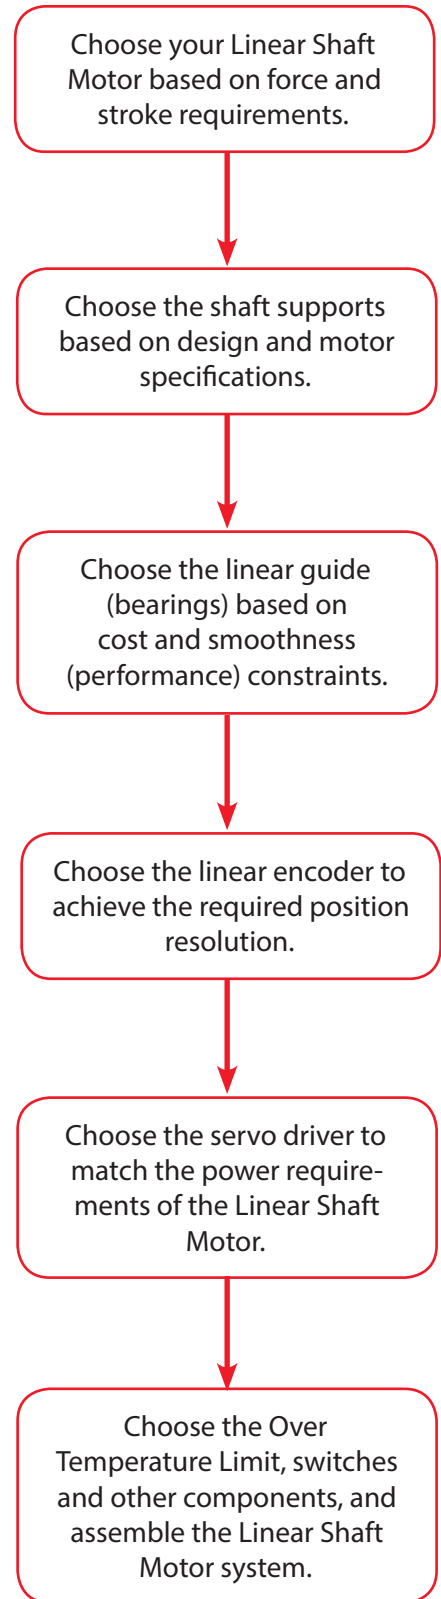 Choose your Linear Shaft
Motor based on force and
stroke requirements.
Choose the shaft supports
based on design and motor
specifications.
Choose the linear guide
(bearings) based on
cost and smoothness
(performance) constraints.
Choose the linear encoder to
achieve the required position
resolution.
Choose the servo driver to
match the power require-
ments of the Linear Shaft
Motor.
Choose the Over
Temperature Limit, switches
and other components, and
assemble the Linear Shaft
Motor system.